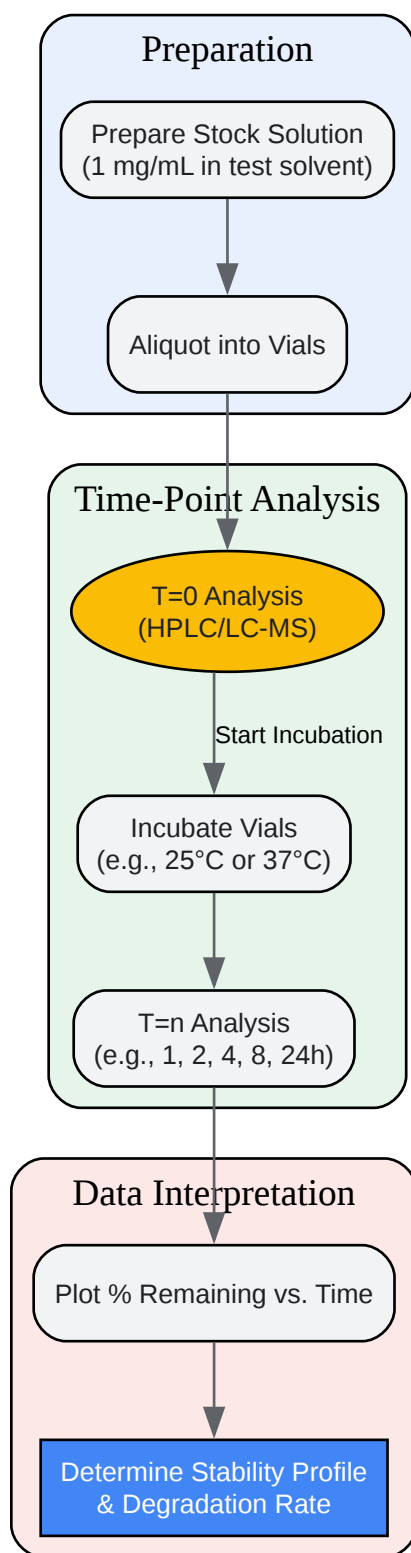 Preparation
Prepare Stock Solution
(1 mg/mL in test solvent)
Aliquot into Vials
Time-Point Analysis
T=0 Analysis
(HPLC/LC-MS)
Start Incubation
Incubate Vials
(e.g., 25°C or 37°C)
T=n Analysis
(e.g., 1, 2, 4, 8, 24h)
Data Interpretation
Plot % Remaining vs. Time
Determine Stability Profile
& Degradation Rate